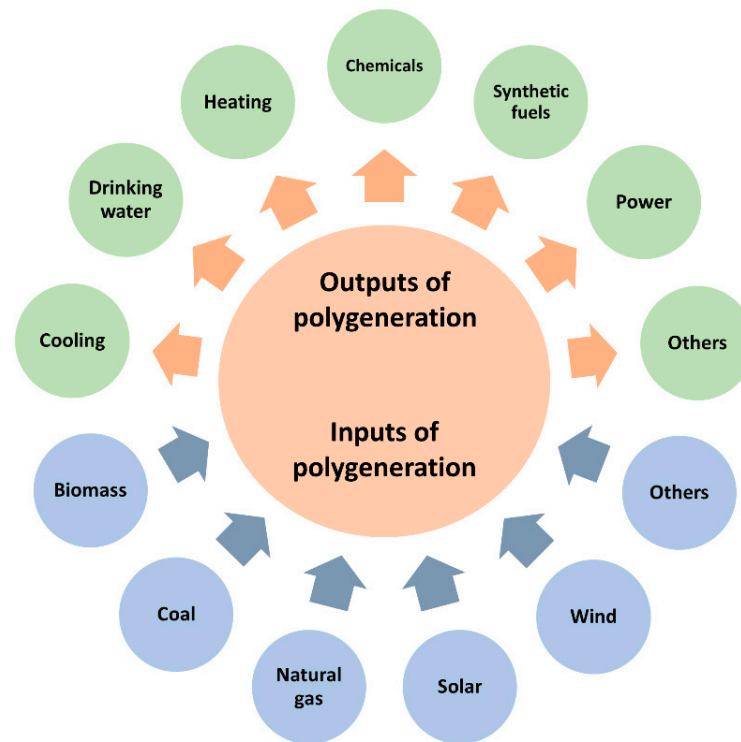 Chemicals
Heating
Synthetic
fuels
Drinking
water
Power
Outputs of
polygeneration
Cooling
Others
Inputs of
polygeneration
Biomass
Others
Coal
Wind
Natural
gas
Solar